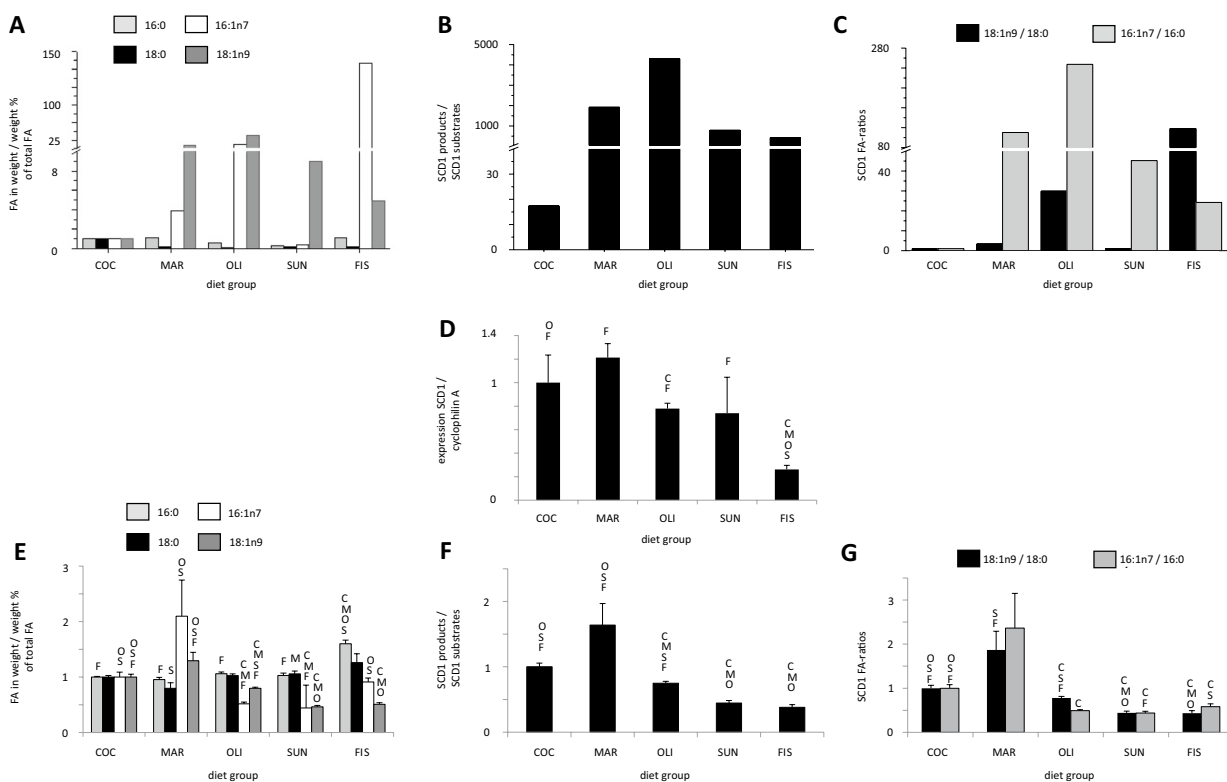 A
16:0
16:1n7
18:0
18:1n9
FA in weight / weight %
of total FA
150
100
25
8
0
COC
MAR
OLI
SUN
FIS
diet group
B
SCD1 products /
SCD1 substrates
5000
1000
30
0
COC
MAR
OLI
SUN
FIS
diet group
C
18:1n9 / 18:0
16:1n7 / 16:0
SCD1 FA-ratios
280
80
40
0
COC
MAR
OLI
SUN
FIS
diet group
D
expression SCD1 /
cyclophilin A
1.4
1
0
O
F
F
C
F
F
C
M
O
S
COC
MAR
OLI
SUN
FIS
diet group
E
16:0
16:1n7
18:0
18:1n9
FA in weight / weight %
of total FA
3
2
1
0
F
O
S
O
S
F
F
S
O
S
O
S
F
F
C
M
F
C
M
S
F
F
M
C
M
F
C
M
O
C
M
O
S
O
S
C
M
O
COC
MAR
OLI
SUN
FIS
diet group
F
SCD1 products /
SCD1 substrates
2
1
0
O
S
F
O
S
F
C
M
S
F
C
M
O
C
M
O
COC
MAR
OLI
SUN
FIS
diet group
G
18:1n9 / 18:0
16:1n7 / 16:0
SCD1 FA-ratios
3
2
1
0
O
S
F
O
S
F
S
F
C
S
F
C
C
M
O
C
F
C
M
O
C
S
COC
MAR
OLI
SUN
FIS
diet group